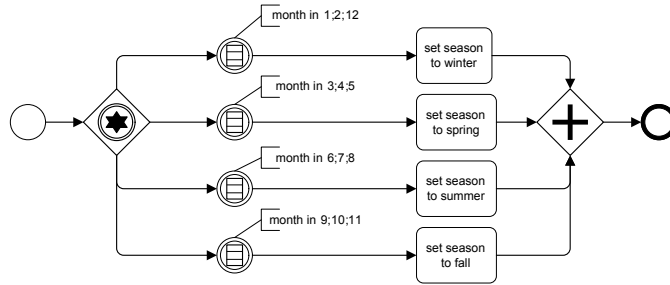 month in 1;2;12
set season
to winter
month in 3;4;5
set season
to spring
month in 6;7;8
set season
to summer
month in 9;10;11
set season
to fall